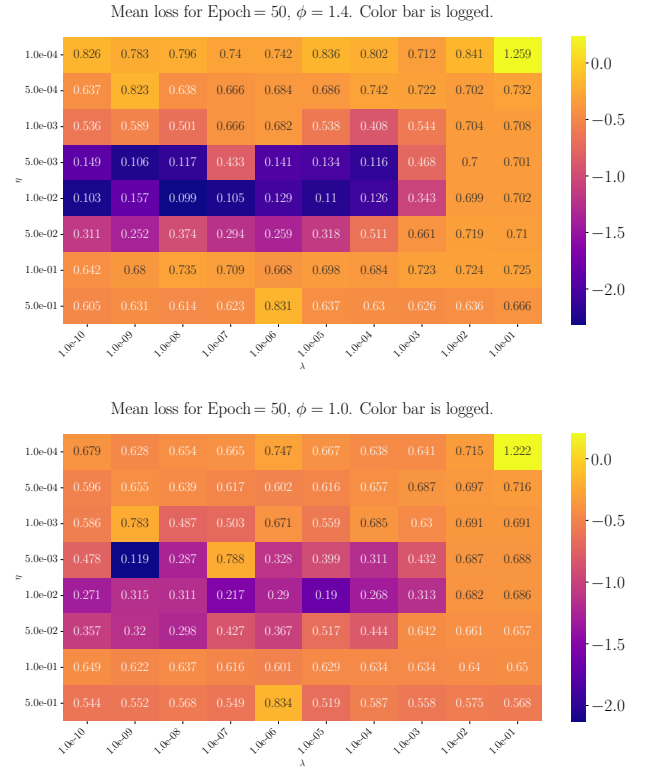 Mean loss for Epoch = 50, ϕ = 1.4. Color bar is logged.
1.0e-04 0.826 0.783 0.796 0.74 0.742 0.836 0.802 0.712 0.841 1.259
5.0e-04 0.637 0.823 0.638 0.666 0.684 0.686 0.742 0.722 0.702 0.732
1.0e-03 0.536 0.589 0.501 0.666 0.682 0.538 0.408 0.544 0.704 0.708
5.0e-03 0.149 0.106 0.117 0.433 0.141 0.134 0.116 0.468 0.7 0.701
η
1.0e-02 0.103 0.157 0.099 0.105 0.129 0.11 0.126 0.343 0.699 0.702
5.0e-02 0.311 0.252 0.374 0.294 0.259 0.318 0.511 0.661 0.719 0.71
1.0e-01 0.642 0.68 0.735 0.709 0.668 0.698 0.684 0.723 0.724 0.725
5.0e-01 0.605 0.631 0.614 0.623 0.831 0.637 0.63 0.626 0.636 0.666
1.0e-10 1.0e-09 1.0e-08 1.0e-07 1.0e-06 1.0e-05 1.0e-04 1.0e-03 1.0e-02 1.0e-01
λ
0.0
−0.5
−1.0
−1.5
−2.0
Mean loss for Epoch = 50, ϕ = 1.0. Color bar is logged.
1.0e-04 0.679 0.628 0.654 0.665 0.747 0.667 0.638 0.641 0.715 1.222
5.0e-04 0.596 0.655 0.639 0.617 0.602 0.616 0.657 0.687 0.697 0.716
1.0e-03 0.586 0.783 0.487 0.503 0.671 0.559 0.685 0.63 0.691 0.691
5.0e-03 0.478 0.119 0.287 0.788 0.328 0.399 0.311 0.432 0.687 0.688
η
1.0e-02 0.271 0.315 0.311 0.217 0.29 0.19 0.268 0.313 0.682 0.686
5.0e-02 0.357 0.32 0.298 0.427 0.367 0.517 0.444 0.642 0.661 0.657
1.0e-01 0.649 0.622 0.637 0.616 0.601 0.629 0.634 0.634 0.64 0.65
5.0e-01 0.544 0.552 0.568 0.549 0.834 0.519 0.587 0.558 0.575 0.568
1.0e-10 1.0e-09 1.0e-08 1.0e-07 1.0e-06 1.0e-05 1.0e-04 1.0e-03 1.0e-02 1.0e-01
λ
0.0
−0.5
−1.0
−1.5
−2.0